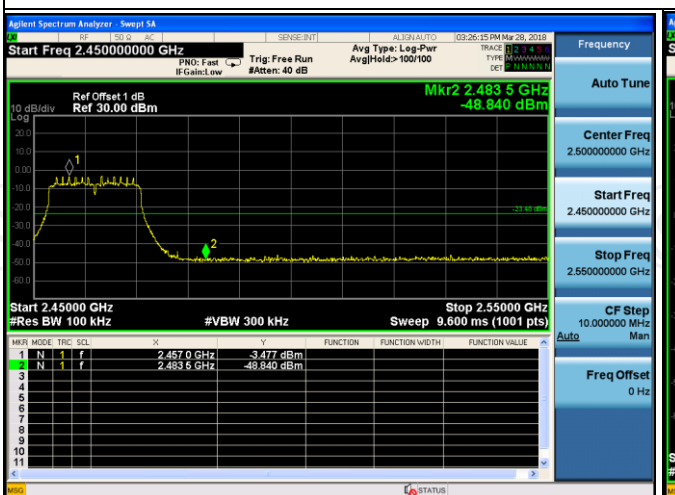 Agilent Spectrum Analyzer - Swept SA
RF 50 Ω AC SENSE:INT ALIGN AUTO 03:26:15 PM Mar 28, 2018
Start Freq 2.450000000 GHz
PNO: Fast
IFGain:Low
Trig: Free Run
#Atten: 40 dB
Avg Type: Log-Pwr
Avg|Hold:> 100/100
TRACE 1 2 3 4 5 6
TYPE M
DET P N N N N N
Mkr2 2.483 5 GHz
-48.840 dBm
Ref Offset 1 dB
10 dB/div Ref 30.00 dBm
Log
20.0
10.0
0.00
-10.0
-20.0
-30.0
-40.0
-50.0
-60.0
1
2
-23.48 dBm
Start 2.45000 GHz Stop 2.55000 GHz
#Res BW 100 kHz #VBW 300 kHz Sweep 9.600 ms (1001 pts)
MKR MODE TRC SCL X Y FUNCTION FUNCTION WIDTH FUNCTION VALUE
1 N 1 f 2.457 0 GHz -3.477 dBm
2 N 1 f 2.483 5 GHz -48.840 dBm
3
4
5
6
7
8
9
10
11
MSG STATUS
Frequency
Auto Tune
Center Freq
2.500000000 GHz
Start Freq
2.450000000 GHz
Stop Freq
2.550000000 GHz
CF Step
10.000000 MHz
Auto Man
Freq Offset
0 Hz